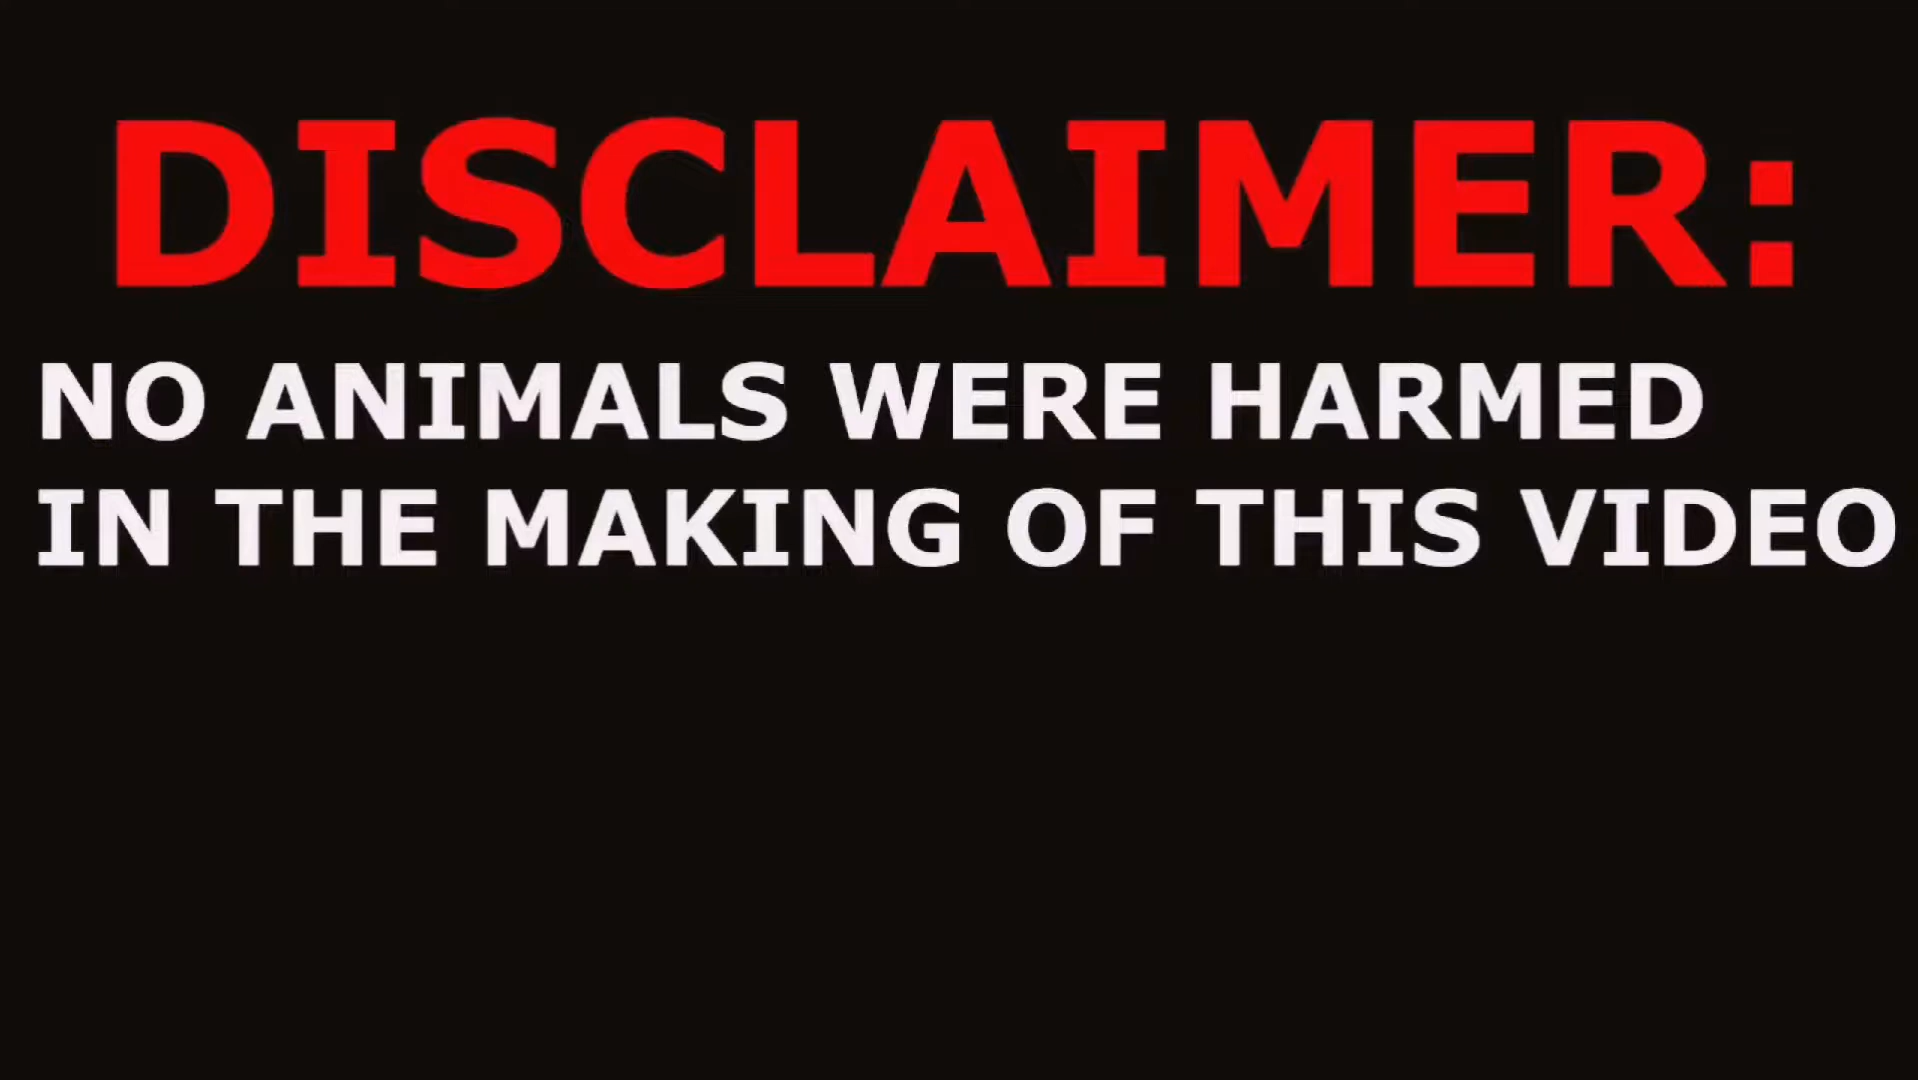 DISCLAIMER:
NO ANIMALS WERE HARMED
IN THE MAKING OF THIS VIDEO